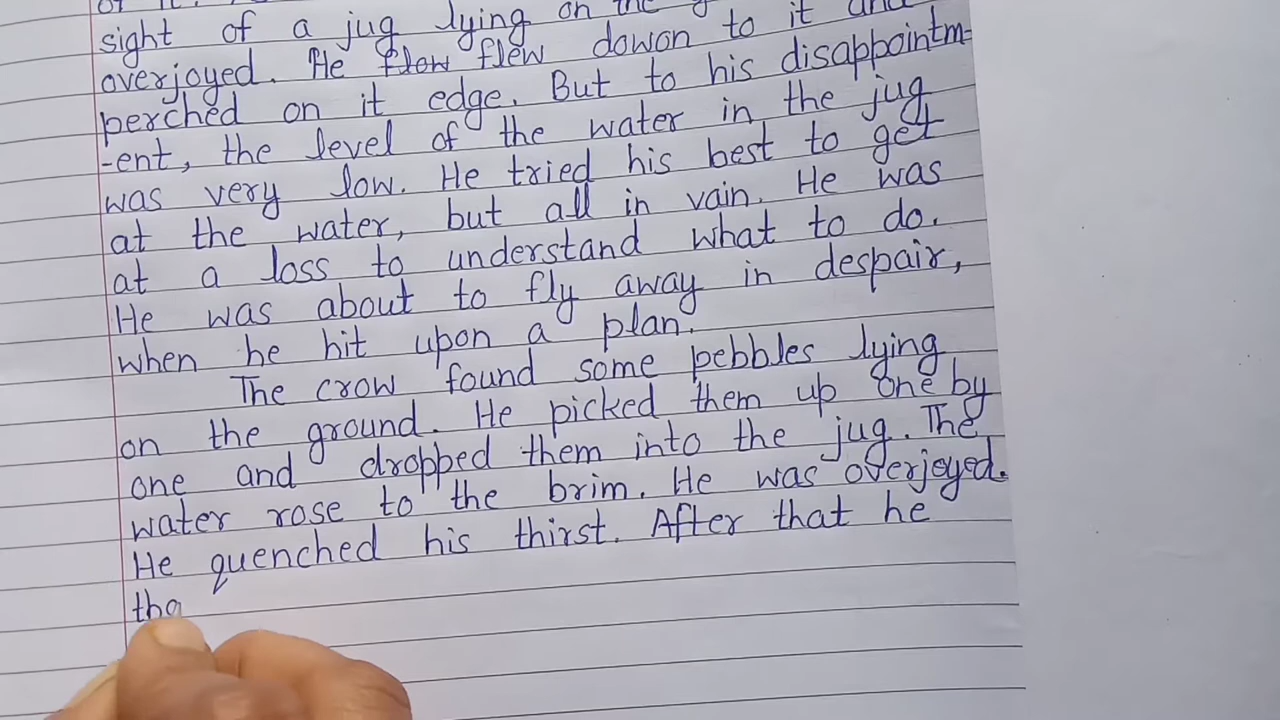 of it.
sight of a jug lying on the
overjoyed. He flow flew dowon to it and
perched on it edge. But to his disappointm=
-ent, the level of the water in the jug
was very low. He tried his best to get
at the water, but all in vain. He was
at a loss to understand what to do.
He was about to fly away in despair,
when he hit upon a plan.
The crow found some pebbles lying
on the ground. He picked them up one by
one and dropped them into the jug. The
water rose to the brim. He was overjoyed.
He quenched his thirst. After that he
tha